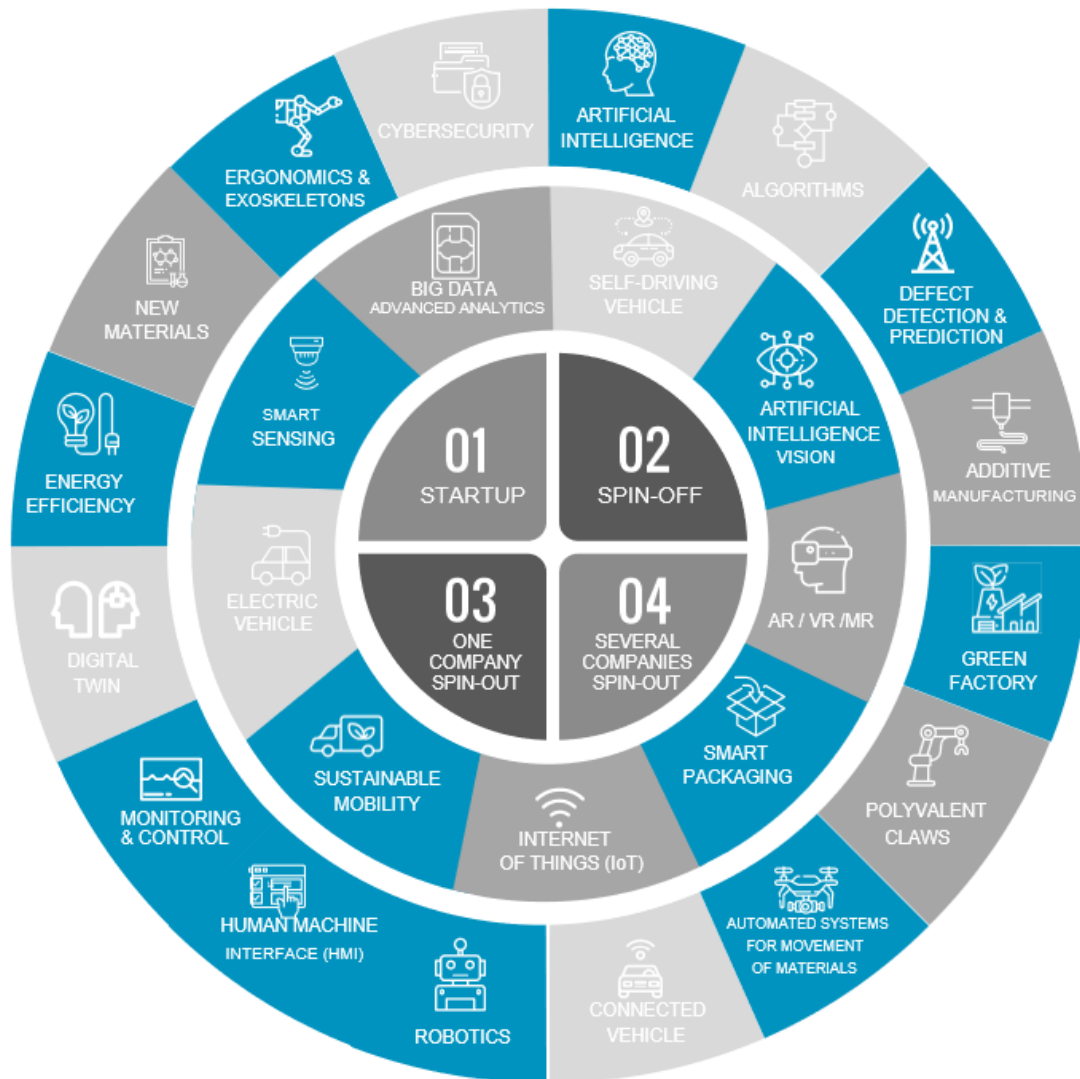 CYBERSECURITY
ARTIFICIAL
INTELLIGENCE
ALGORITHMS
DEFECT
DETECTION &
PREDICTION
ADDITIVE
MANUFACTURING
GREEN
FACTORY
POLYVALENT
CLAWS
AUTOMATED SYSTEMS
FOR MOVEMENT
OF MATERIALS
CONNECTED
VEHICLE
ROBOTICS
HUMAN MACHINE
INTERFACE (HMI)
MONITORING
& CONTROL
DIGITAL
TWIN
ENERGY
EFFICIENCY
NEW
MATERIALS
ERGONOMICS &
EXOSKELETONS
BIG DATA
ADVANCED ANALYTICS
SELF-DRIVING
VEHICLE
ARTIFICIAL
INTELLIGENCE
VISION
AR / VR /MR
SMART
PACKAGING
INTERNET
OF THINGS (IoT)
SUSTAINABLE
MOBILITY
ELECTRIC
VEHICLE
SMART
SENSING
01
STARTUP
02
SPIN-OFF
03
ONE
COMPANY
SPIN-OUT
04
SEVERAL
COMPANIES
SPIN-OUT